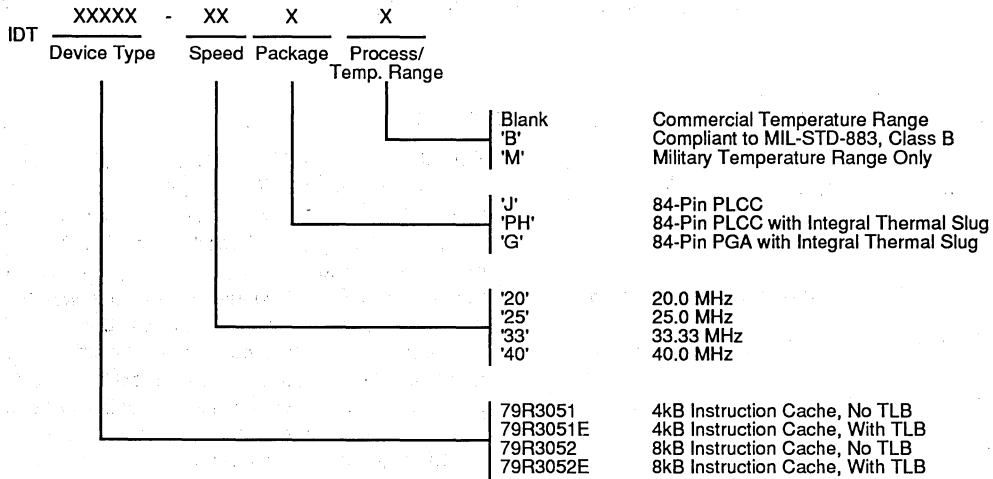 IDT XXXXX - XX X X
Device Type Speed Package Process/
Temp. Range
Blank Commercial Temperature Range
'B' Compliant to MIL-STD-883, Class B
'M' Military Temperature Range Only
'J' 84-Pin PLCC
'PH' 84-Pin PLCC with Integral Thermal Slug
'G' 84-Pin PGA with Integral Thermal Slug
'20' 20.0 MHz
'25' 25.0 MHz
'33' 33.33 MHz
'40' 40.0 MHz
79R3051 4kB Instruction Cache, No TLB
79R3051E 4kB Instruction Cache, With TLB
79R3052 8kB Instruction Cache, No TLB
79R3052E 8kB Instruction Cache, With TLB